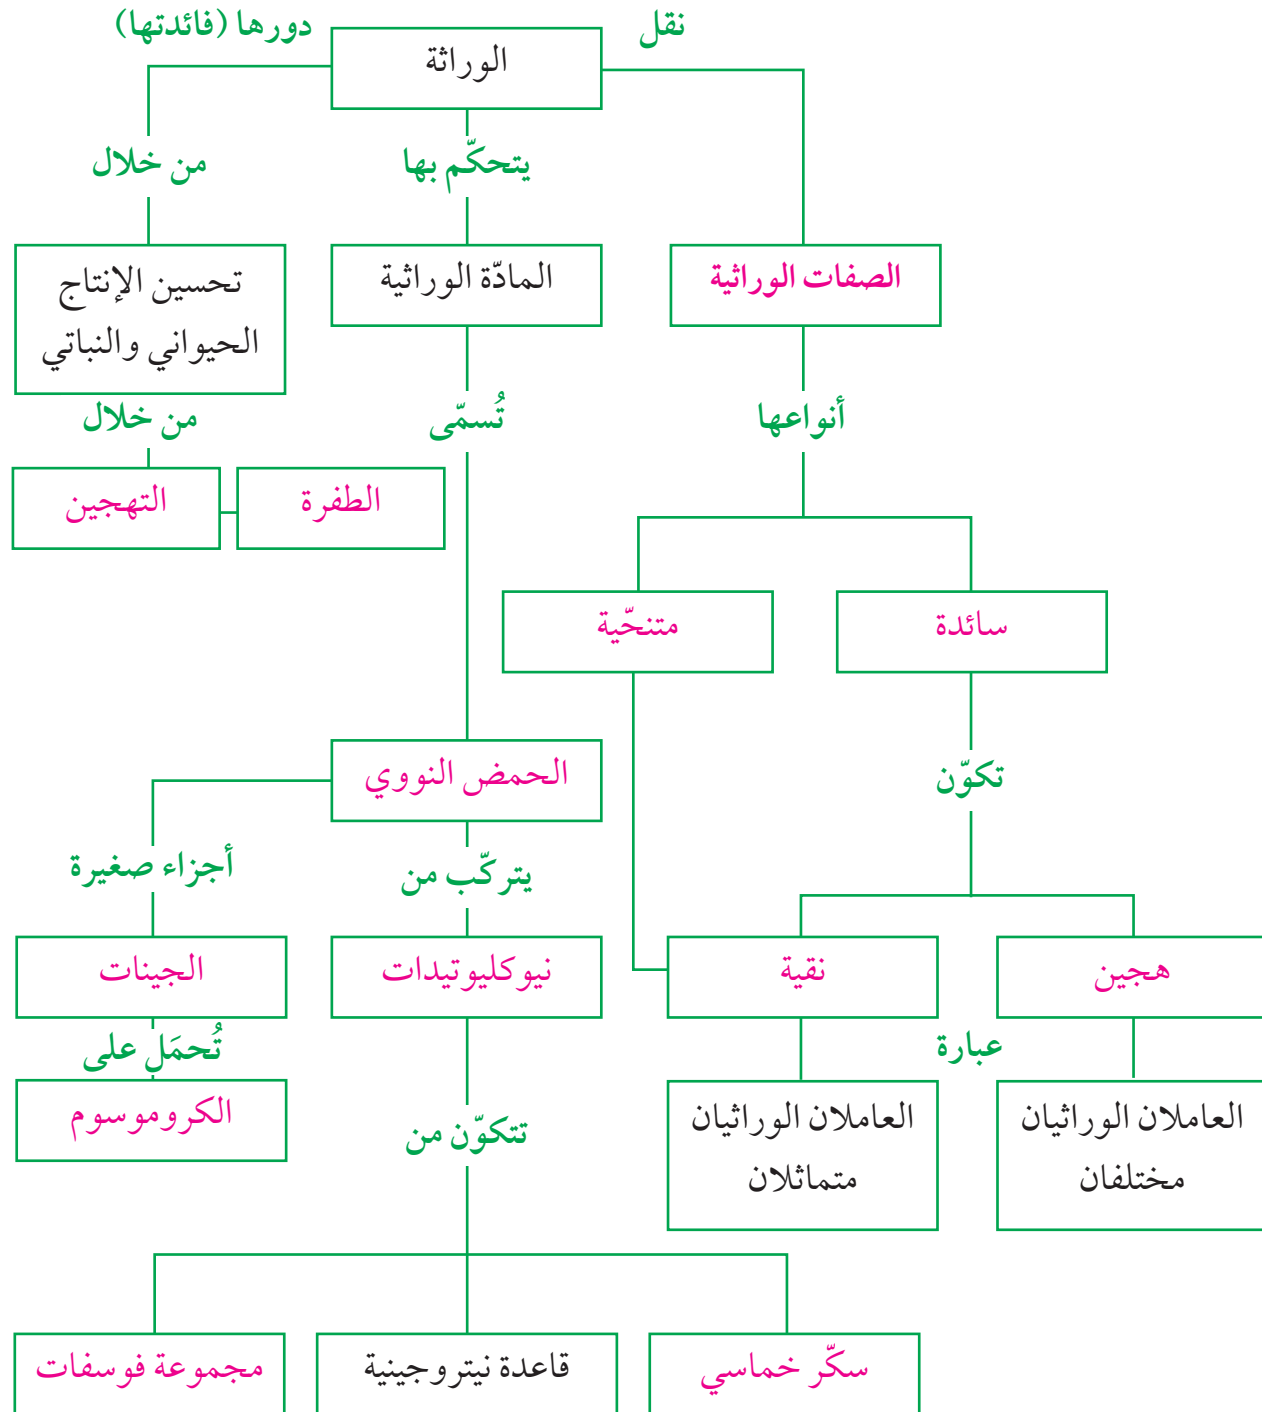 نقل
دورها (فائدتها)
الوراثة
يتحكّم بها
من خلال
الصفات الوراثية
المادّة الوراثية
تحسين الإنتاج
الحيواني والنباتي
أنواعها
تُسمّى
من خلال
الطفرة
التهجين
سائدة
متنحّية
الحمض النووي
تكوّن
يتركّب من
أجزاء صغيرة
هجين
نقية
نيوكليوتيدات
الجينات
عبارة
تُحمَل على
العاملان الوراثيان
مختلفان
العاملان الوراثيان
متماثلان
الكروموسوم
تتكوّن من
سكّر خماسي
قاعدة نيتروجينية
مجموعة فوسفات